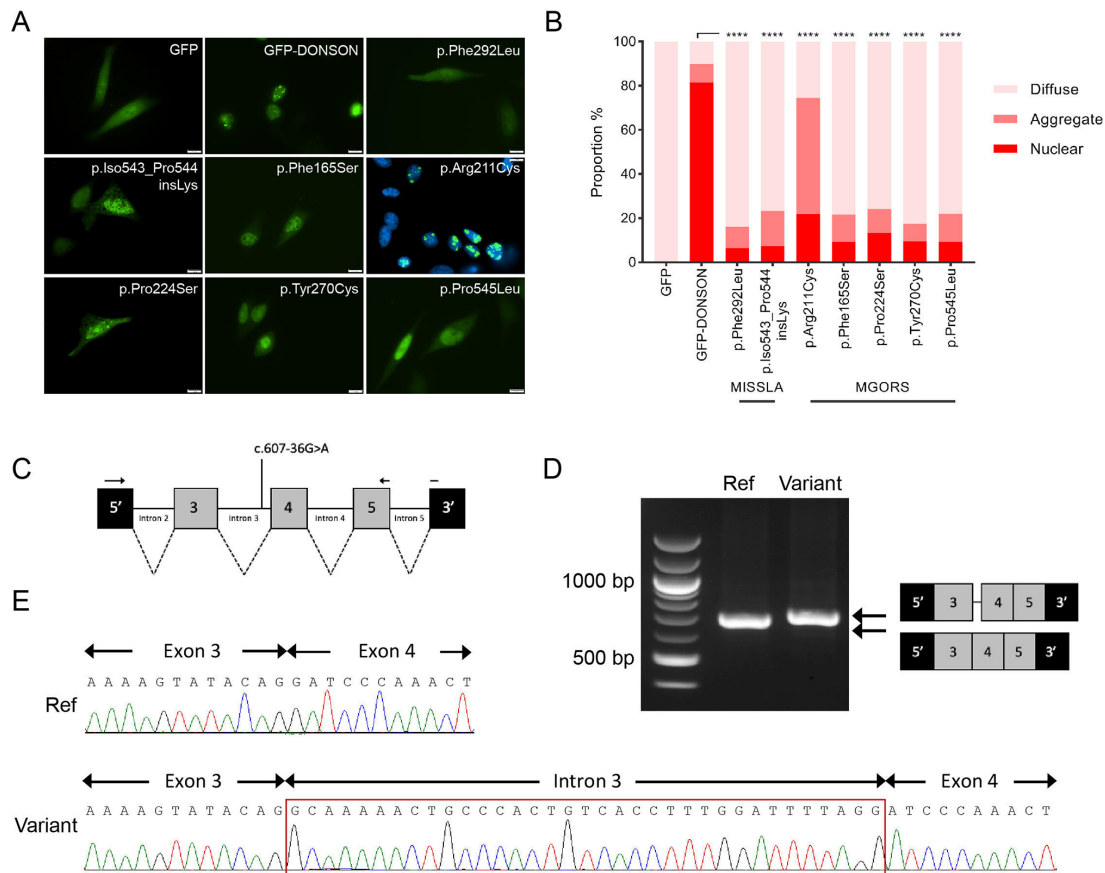 A
GFP
GFP-DONSON
p.Phe292Leu
p.Iso543_Pro544
insLys
p.Phe165Ser
p.Arg211Cys
p.Pro224Ser
p.Tyr270Cys
p.Pro545Leu
B
Proportion %
100
80
60
40
20
0
**** **** **** **** **** **** ****
Diffuse
Aggregate
Nuclear
GFP
GFP-DONSON
p.Phe292Leu
p.Iso543_Pro544
insLys
p.Arg211Cys
p.Phe165Ser
p.Pro224Ser
p.Tyr270Cys
p.Pro545Leu
MISSLA
MGORS
C
c.607-36G>A
5' Intron 2 3 Intron 3 4 Intron 4 5 Intron 5 3'
D
Ref Variant
1000 bp
500 bp
5' 3 4 5 3'
5' 3 4 5 3'
E
Exon 3 Exon 4
A A A A G T A T A C A G G A T C C C A A A C T
Ref
Exon 3 Intron 3 Exon 4
A A A A G T A T A C A G G C A A A A A C T G C C C A C T G T C A C C T T T G G A T T T T A G G A T C C C A A A C T
Variant